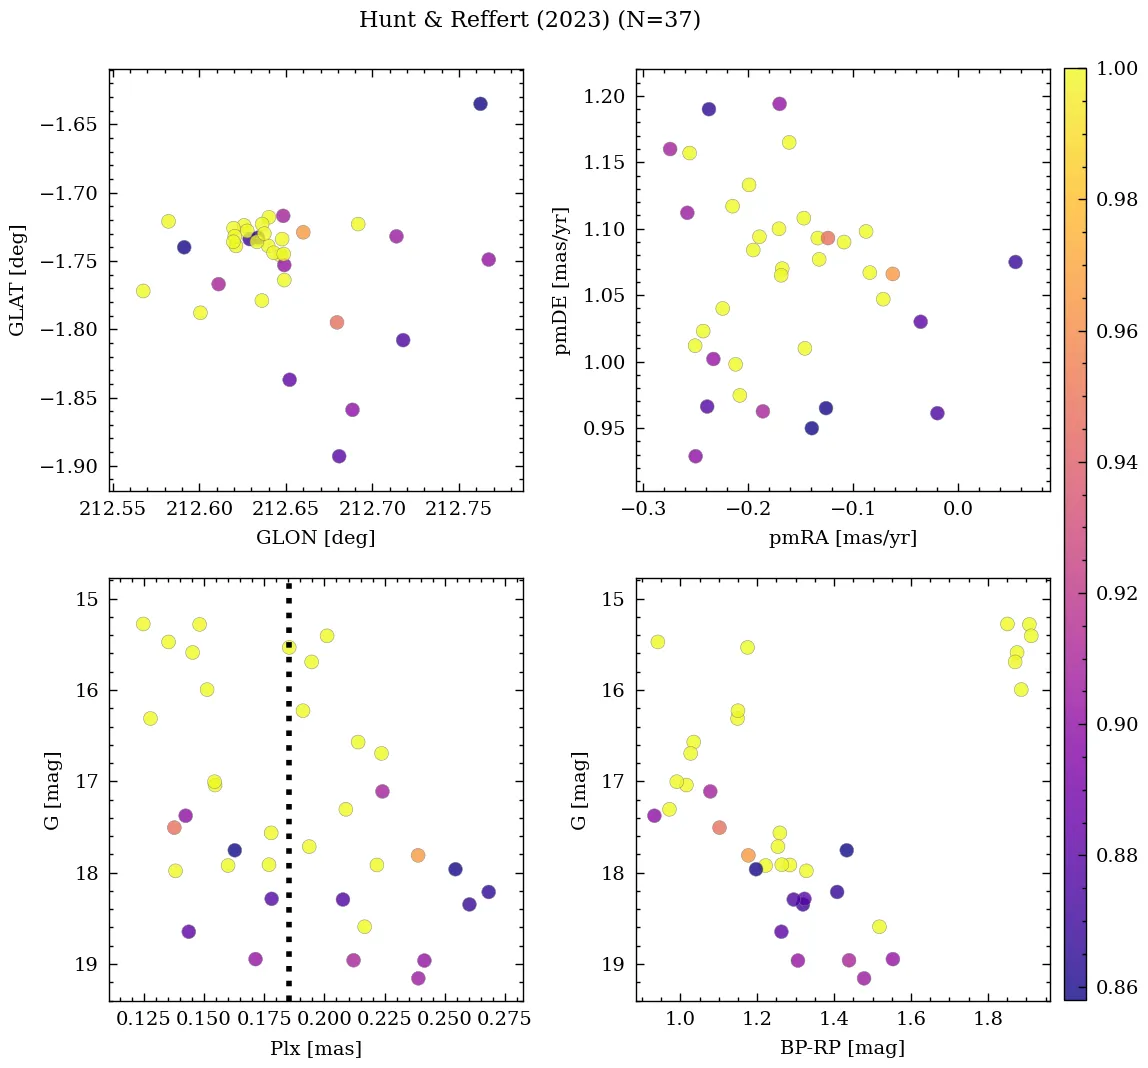 Hunt & Reffert (2023) (N=37)
−1.65
−1.70
−1.75
−1.80
−1.85
−1.90
GLAT [deg]
212.55 212.60 212.65 212.70 212.75
GLON [deg]
1.20
1.15
1.10
1.05
1.00
0.95
pmDE [mas/yr]
−0.3 −0.2 −0.1 0.0
pmRA [mas/yr]
15
16
17
18
19
G [mag]
0.125 0.150 0.175 0.200 0.225 0.250 0.275
Plx [mas]
15
16
17
18
19
G [mag]
1.0 1.2 1.4 1.6 1.8
BP-RP [mag]
1.00
0.98
0.96
0.94
0.92
0.90
0.88
0.86